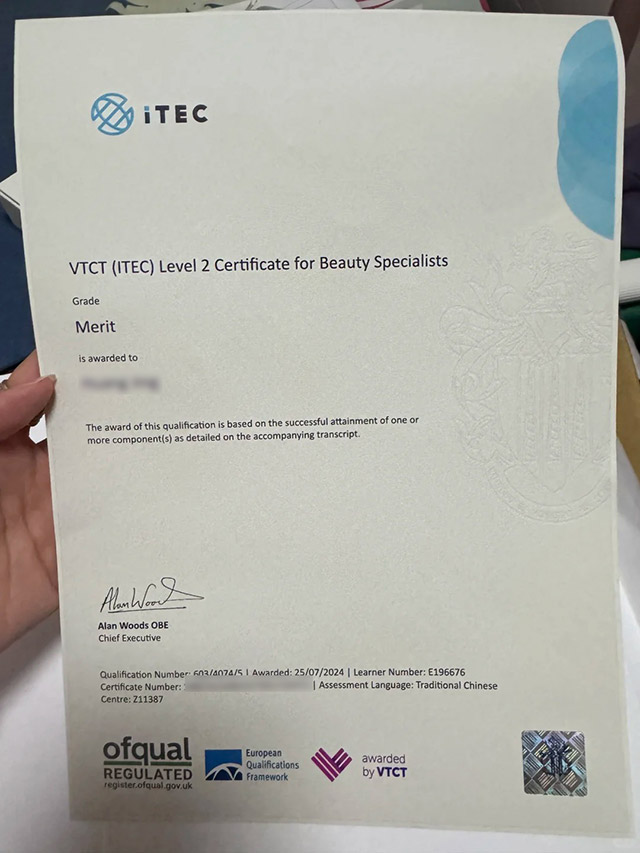 iTEC
VTCT (ITEC) Level 2 Certificate for Beauty Specialists
Grade
Merit
is awarded to
The award of this qualification is based on the successful attainment of one or
more component(s) as detailed on the accompanying transcript.
Alan Woods
Alan Woods OBE
Chief Executive
Qualification Number: 603/4074/5 | Awarded: 25/07/2024 | Learner Number: E196676
Certificate Number: | Assessment Language: Traditional Chinese
Centre: Z11387
ofqual
REGULATED
register.ofqual.gov.uk
European
Qualifications
Framework
awarded
by VTCT